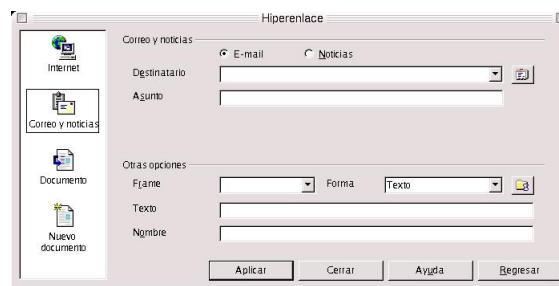 Hiperenlace
Internet
Correo y noticias
Documento
Nuevo
documento
Correo y noticias
E-mail Noticias
Destinatario
Asunto
Otras opciones
Frame Forma Texto
Texto
Nombre
Aplicar Cerrar Ayuda Regresar